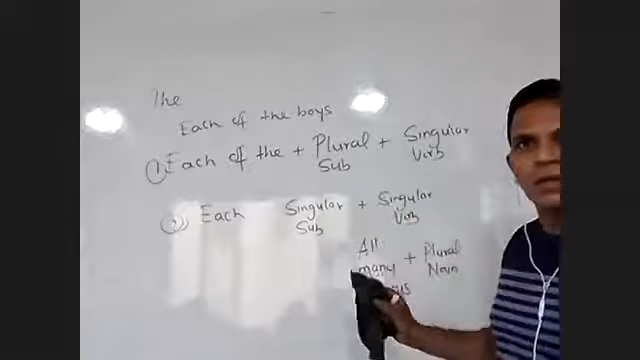 The
Each of the boys
① Each of the + Plural + Singular
Sub Verb
② Each Singular + Singular
Sub Verb
All
many + Plural
Noun